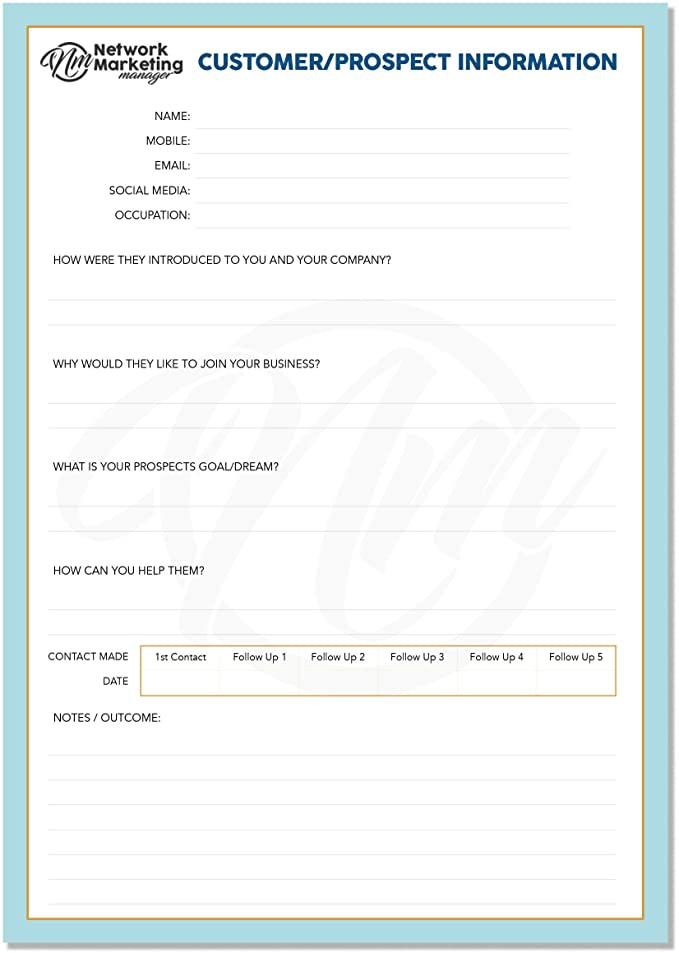 Nm Network
Marketing
manager
CUSTOMER/PROSPECT INFORMATION
NAME:
MOBILE:
EMAIL:
SOCIAL MEDIA:
OCCUPATION:
HOW WERE THEY INTRODUCED TO YOU AND YOUR COMPANY?
WHY WOULD THEY LIKE TO JOIN YOUR BUSINESS?
WHAT IS YOUR PROSPECTS GOAL/DREAM?
Nm
HOW CAN YOU HELP THEM?
CONTACT MADE 1st Contact Follow Up 1 Follow Up 2 Follow Up 3 Follow Up 4 Follow Up 5
DATE
NOTES / OUTCOME: